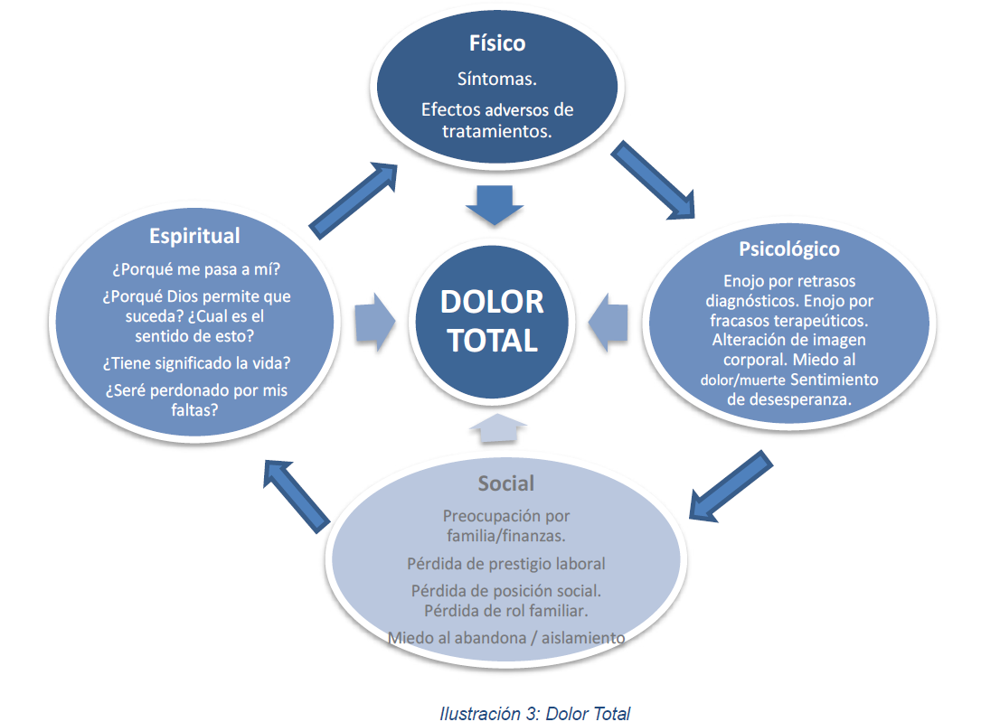 Físico
Síntomas.
Efectos adversos de
tratamientos.
Espiritual
¿Porqué me pasa a mí?
¿Porqué Dios permite que
suceda? ¿Cual es el
sentido de esto?
¿Tiene significado la vida?
¿Seré perdonado por mis
faltas?
DOLOR
TOTAL
Psicológico
Enojo por retrasos
diagnósticos. Enojo por
fracasos terapeúticos.
Alteración de imagen
corporal. Miedo al
dolor/muerte Sentimiento
de desesperanza.
Social
Preocupación por
familia/finanzas.
Pérdida de prestigio laboral
Pérdida de posición social.
Pérdida de rol familiar.
Miedo al abandona / aislamiento
Ilustración 3: Dolor Total